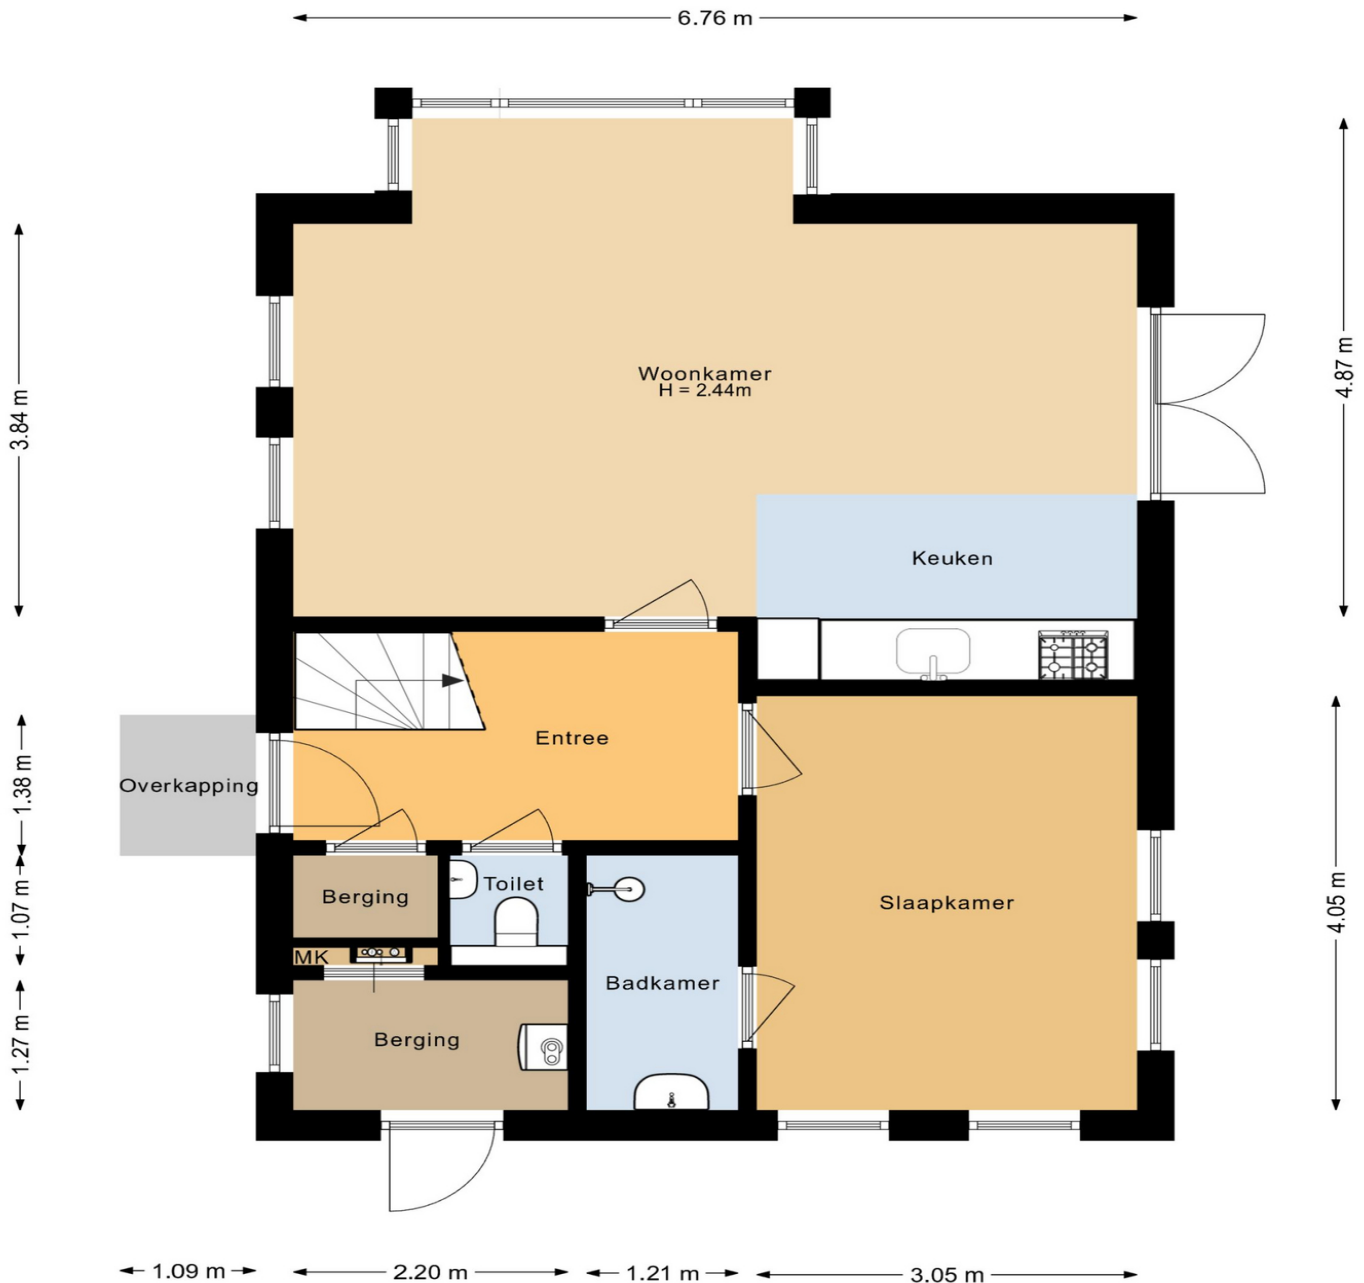 6.76 m
Woonkamer
H = 2.44m
3.84 m
4.87 m
Keuken
Entree
Overkapping
1.38 m
Berging
Toilet
Slaapkamer
1.07 m
4.05 m
MK
Badkamer
Berging
1.27 m
1.09 m
2.20 m
1.21 m
3.05 m